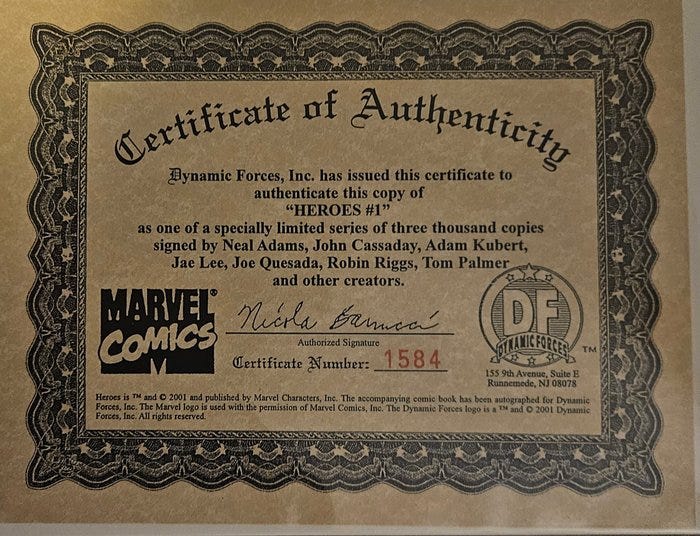 Certificate of Authenticity
Dynamic Forces, Inc. has issued this certificate to
authenticate this copy of
“HEROES #1”
as one of a specially limited series of three thousand copies
signed by Neal Adams, John Cassaday, Adam Kubert,
Jae Lee, Joe Quesada, Robin Riggs, Tom Palmer
and other creators.
MARVEL®
COMICS
M
Nicola Barrucci
Authorized Signature
Certificate Number: 1584
DF
DYNAMIC FORCES
TM
155 9th Avenue, Suite E
Runnemede, NJ 08078
Heroes is ™ and © 2001 and published by Marvel Characters, Inc. The accompanying comic book has been autographed for Dynamic
Forces, Inc. The Marvel logo is used with the permission of Marvel Comics, Inc. The Dynamic Forces logo is a ™ and © 2001 Dynamic
Forces, Inc. All rights reserved.